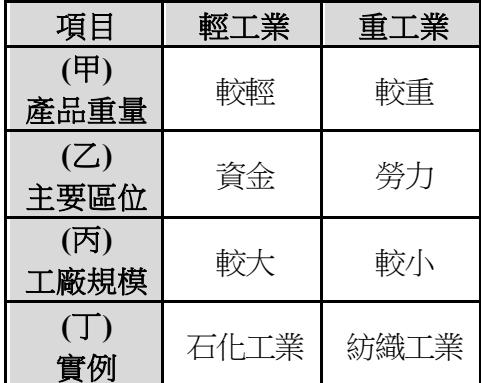 項目 輕工業 重工業
(甲)
產品重量 較輕 較重
(乙)
主要區位 資金 勞力
(丙)
工廠規模 較大 較小
(丁)
實例 石化工業 紡織工業